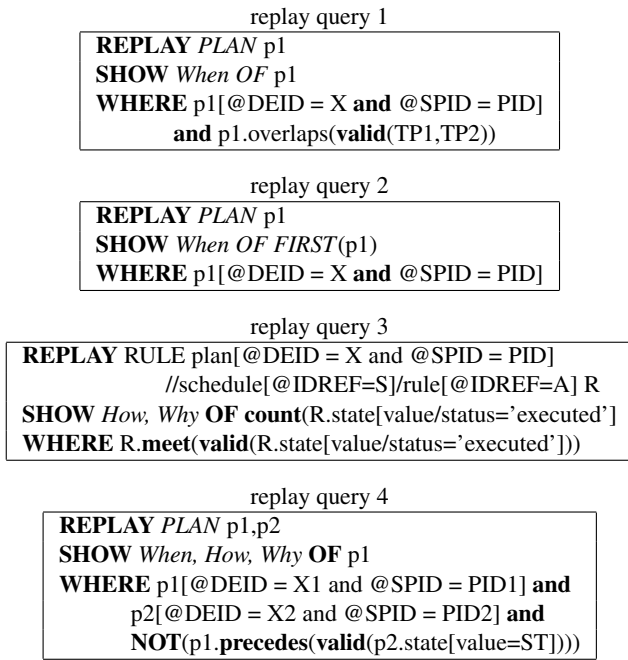 replay query 1
REPLAY PLAN p1
SHOW When OF p1
WHERE p1[@DEID = X and @SPID = PID]
and p1.overlaps(valid(TP1,TP2))
replay query 2
REPLAY PLAN p1
SHOW When OF FIRST(p1)
WHERE p1[@DEID = X and @SPID = PID]
replay query 3
REPLAY RULE plan[@DEID = X and @SPID = PID]
//schedule[@IDREF=S]/rule[@IDREF=A] R
SHOW How, Why OF count(R.state[value/status='executed']
WHERE R.meet(valid(R.state[value/status='executed']))
replay query 4
REPLAY PLAN p1,p2
SHOW When, How, Why OF p1
WHERE p1[@DEID = X1 and @SPID = PID1] and
p2[@DEID = X2 and @SPID = PID2] and
NOT(p1.precedes(valid(p2.state[value=ST])))